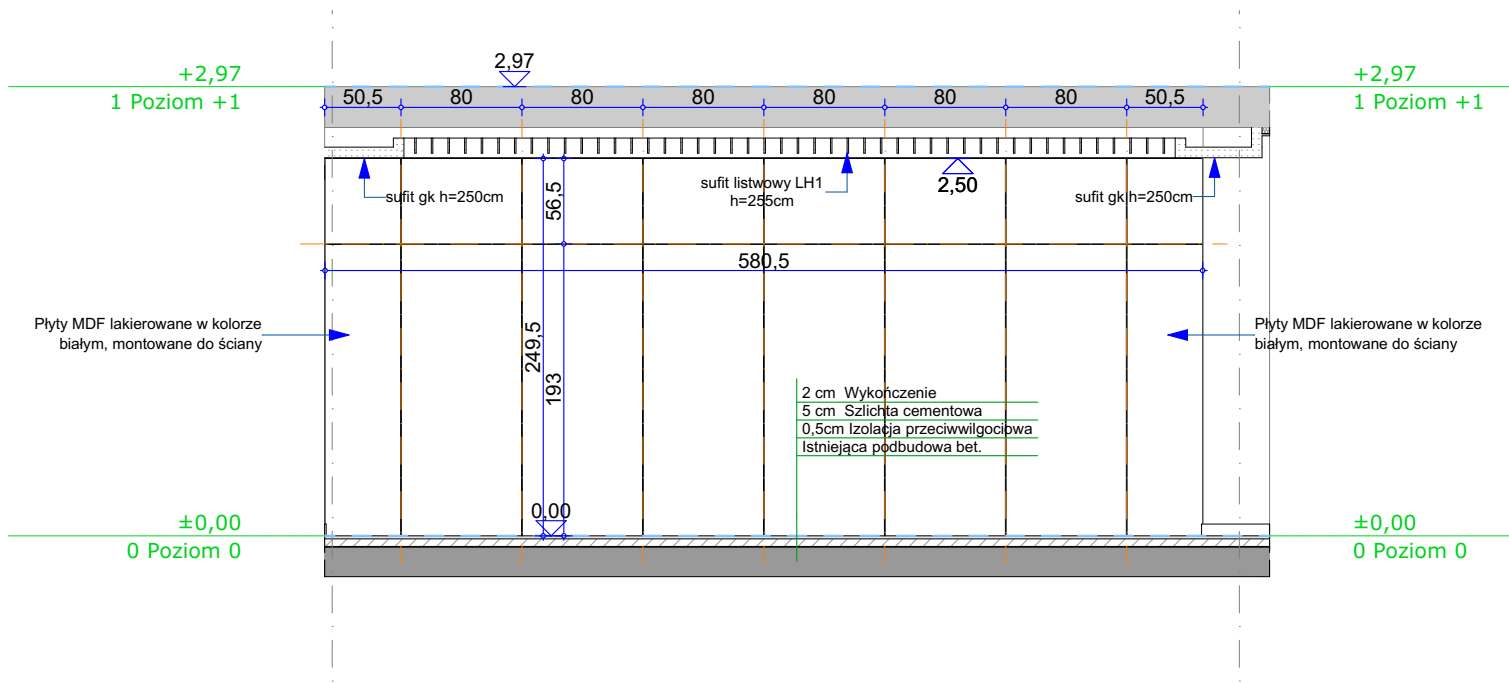 2,97
+2,97
1 Poziom +1
+2,97
1 Poziom +1
50,5
80
80
80
80
80
80
50,5
sufit gk h=250cm
56,5
sufit listwowy LH1
h=255cm
2,50
sufit gk h=250cm
580,5
Płyty MDF lakierowane w kolorze
białym, montowane do ściany
249,5
193
Płyty MDF lakierowane w kolorze
białym, montowane do ściany
2 cm Wykończenie
5 cm Szlichta cementowa
0,5cm Izolacja przeciwwilgociowa
Istniejąca podbudowa bet.
0,00
±0,00
0 Poziom 0
±0,00
0 Poziom 0